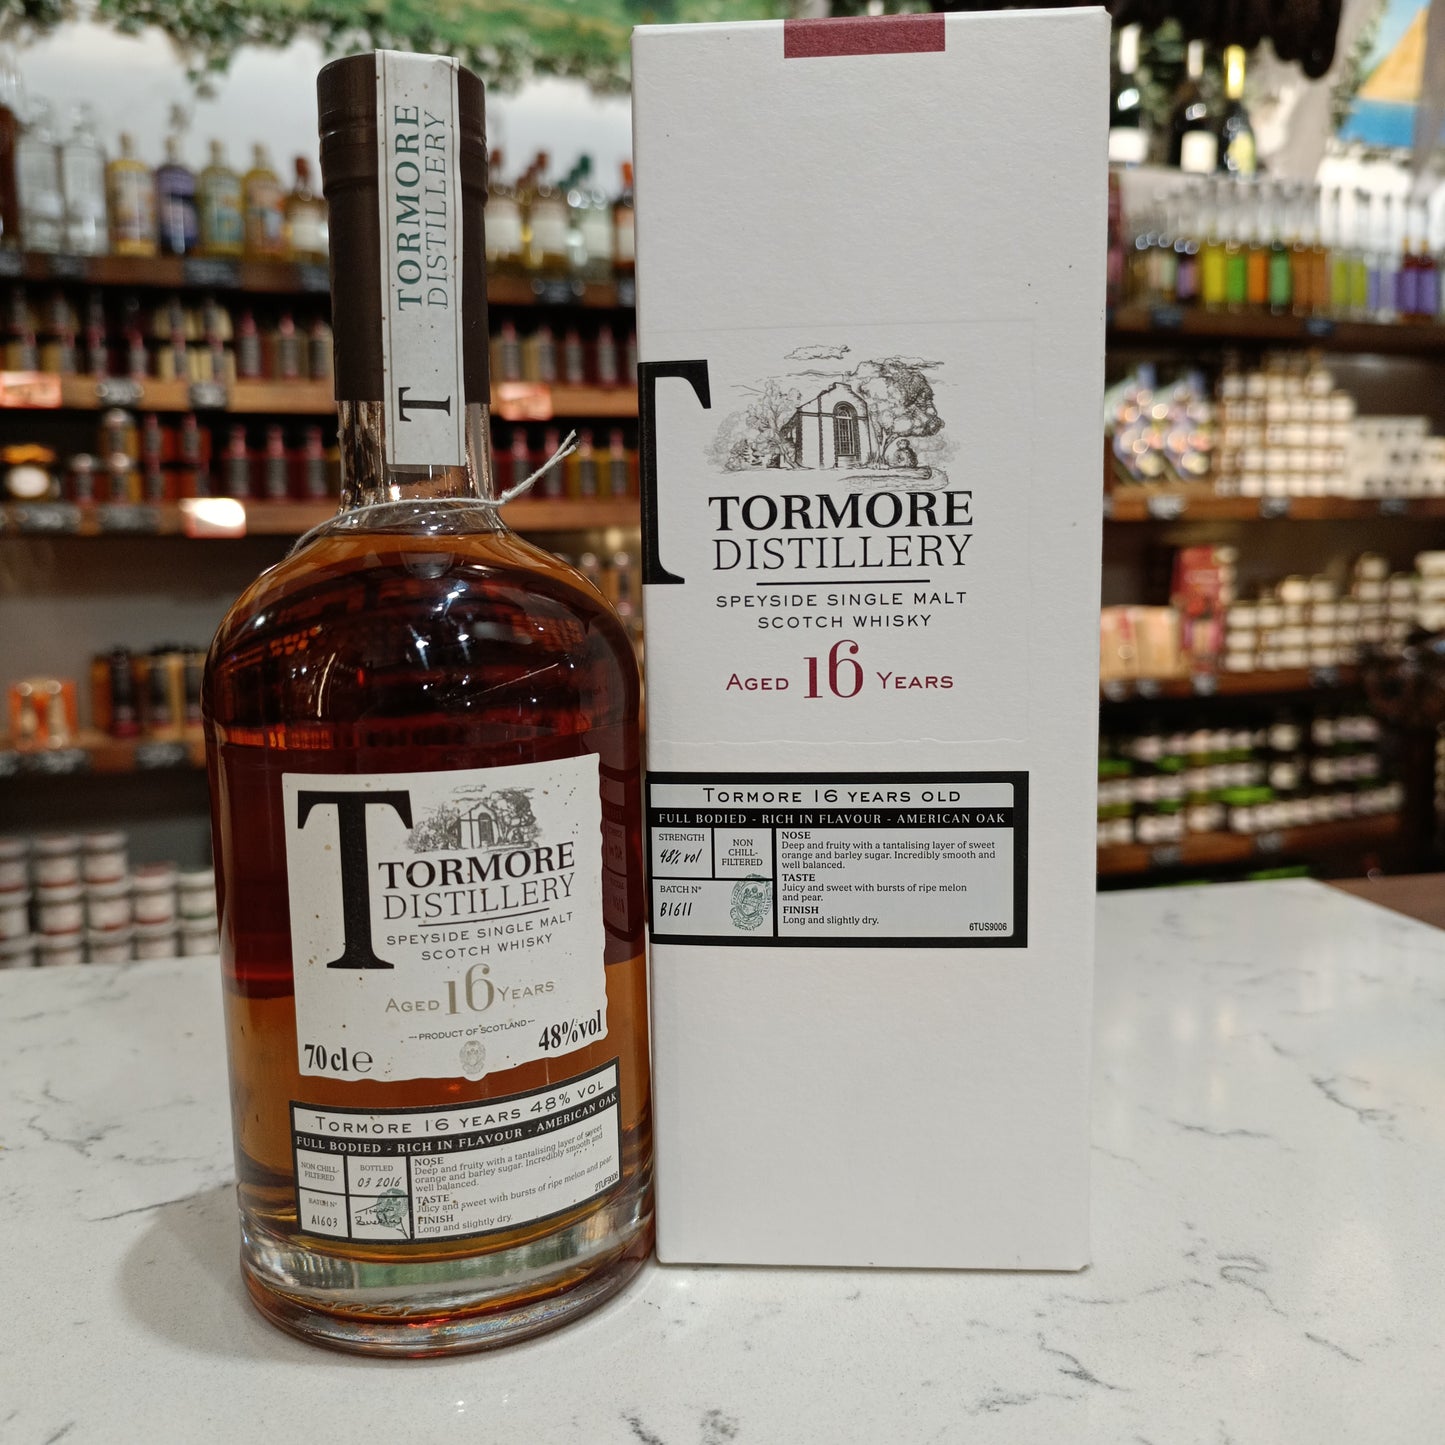 TORMORE
DISTILLERY
T
T
TORMORE
DISTILLERY
SPEYSIDE SINGLE MALT
SCOTCH WHISKY
AGED 16 YEARS
PRODUCT OF SCOTLAND
70cl e
48%vol
TORMORE 16 YEARS 48% VOL
FULL BODIED - RICH IN FLAVOUR - AMERICAN OAK
NON CHILL-
FILTERED
BOTTLED
03 2016
BATCH N°
A1603
NOSE
Deep and fruity with a tantalising layer of sweet
orange and barley sugar. Incredibly smooth and
well balanced.
TASTE
Juicy and sweet with bursts of ripe melon and pear.
FINISH
Long and slightly dry.
2TUF9006
T
TORMORE
DISTILLERY
SPEYSIDE SINGLE MALT
SCOTCH WHISKY
AGED 16 YEARS
TORMORE 16 YEARS OLD
FULL BODIED - RICH IN FLAVOUR - AMERICAN OAK
STRENGTH
48% vol
NON
CHILL-
FILTERED
BATCH N°
B1611
NOSE
Deep and fruity with a tantalising layer of sweet
orange and barley sugar. Incredibly smooth and
well balanced.
TASTE
Juicy and sweet with bursts of ripe melon
and pear.
FINISH
Long and slightly dry.
6TUS9006